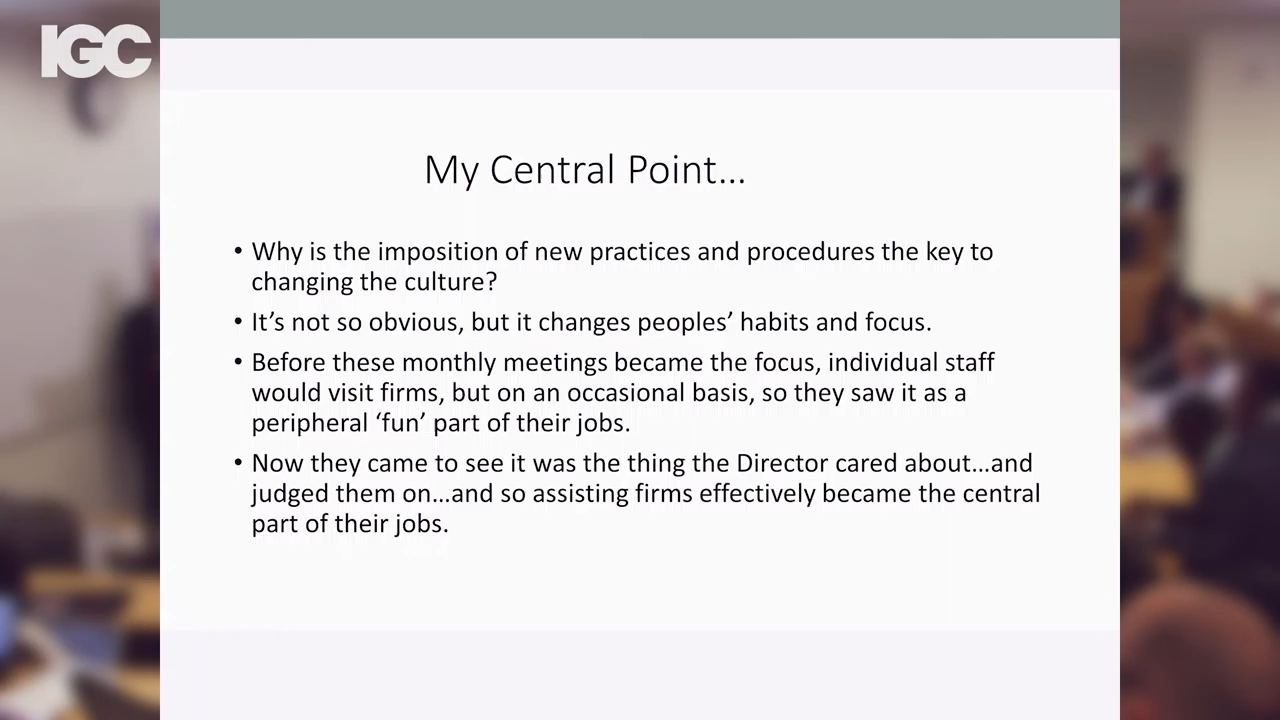 IGC
My Central Point...
• Why is the imposition of new practices and procedures the key to
changing the culture?
• It’s not so obvious, but it changes peoples’ habits and focus.
• Before these monthly meetings became the focus, individual staff
would visit firms, but on an occasional basis, so they saw it as a
peripheral ‘fun’ part of their jobs.
• Now they came to see it was the thing the Director cared about…and
judged them on…and so assisting firms effectively became the central
part of their jobs.